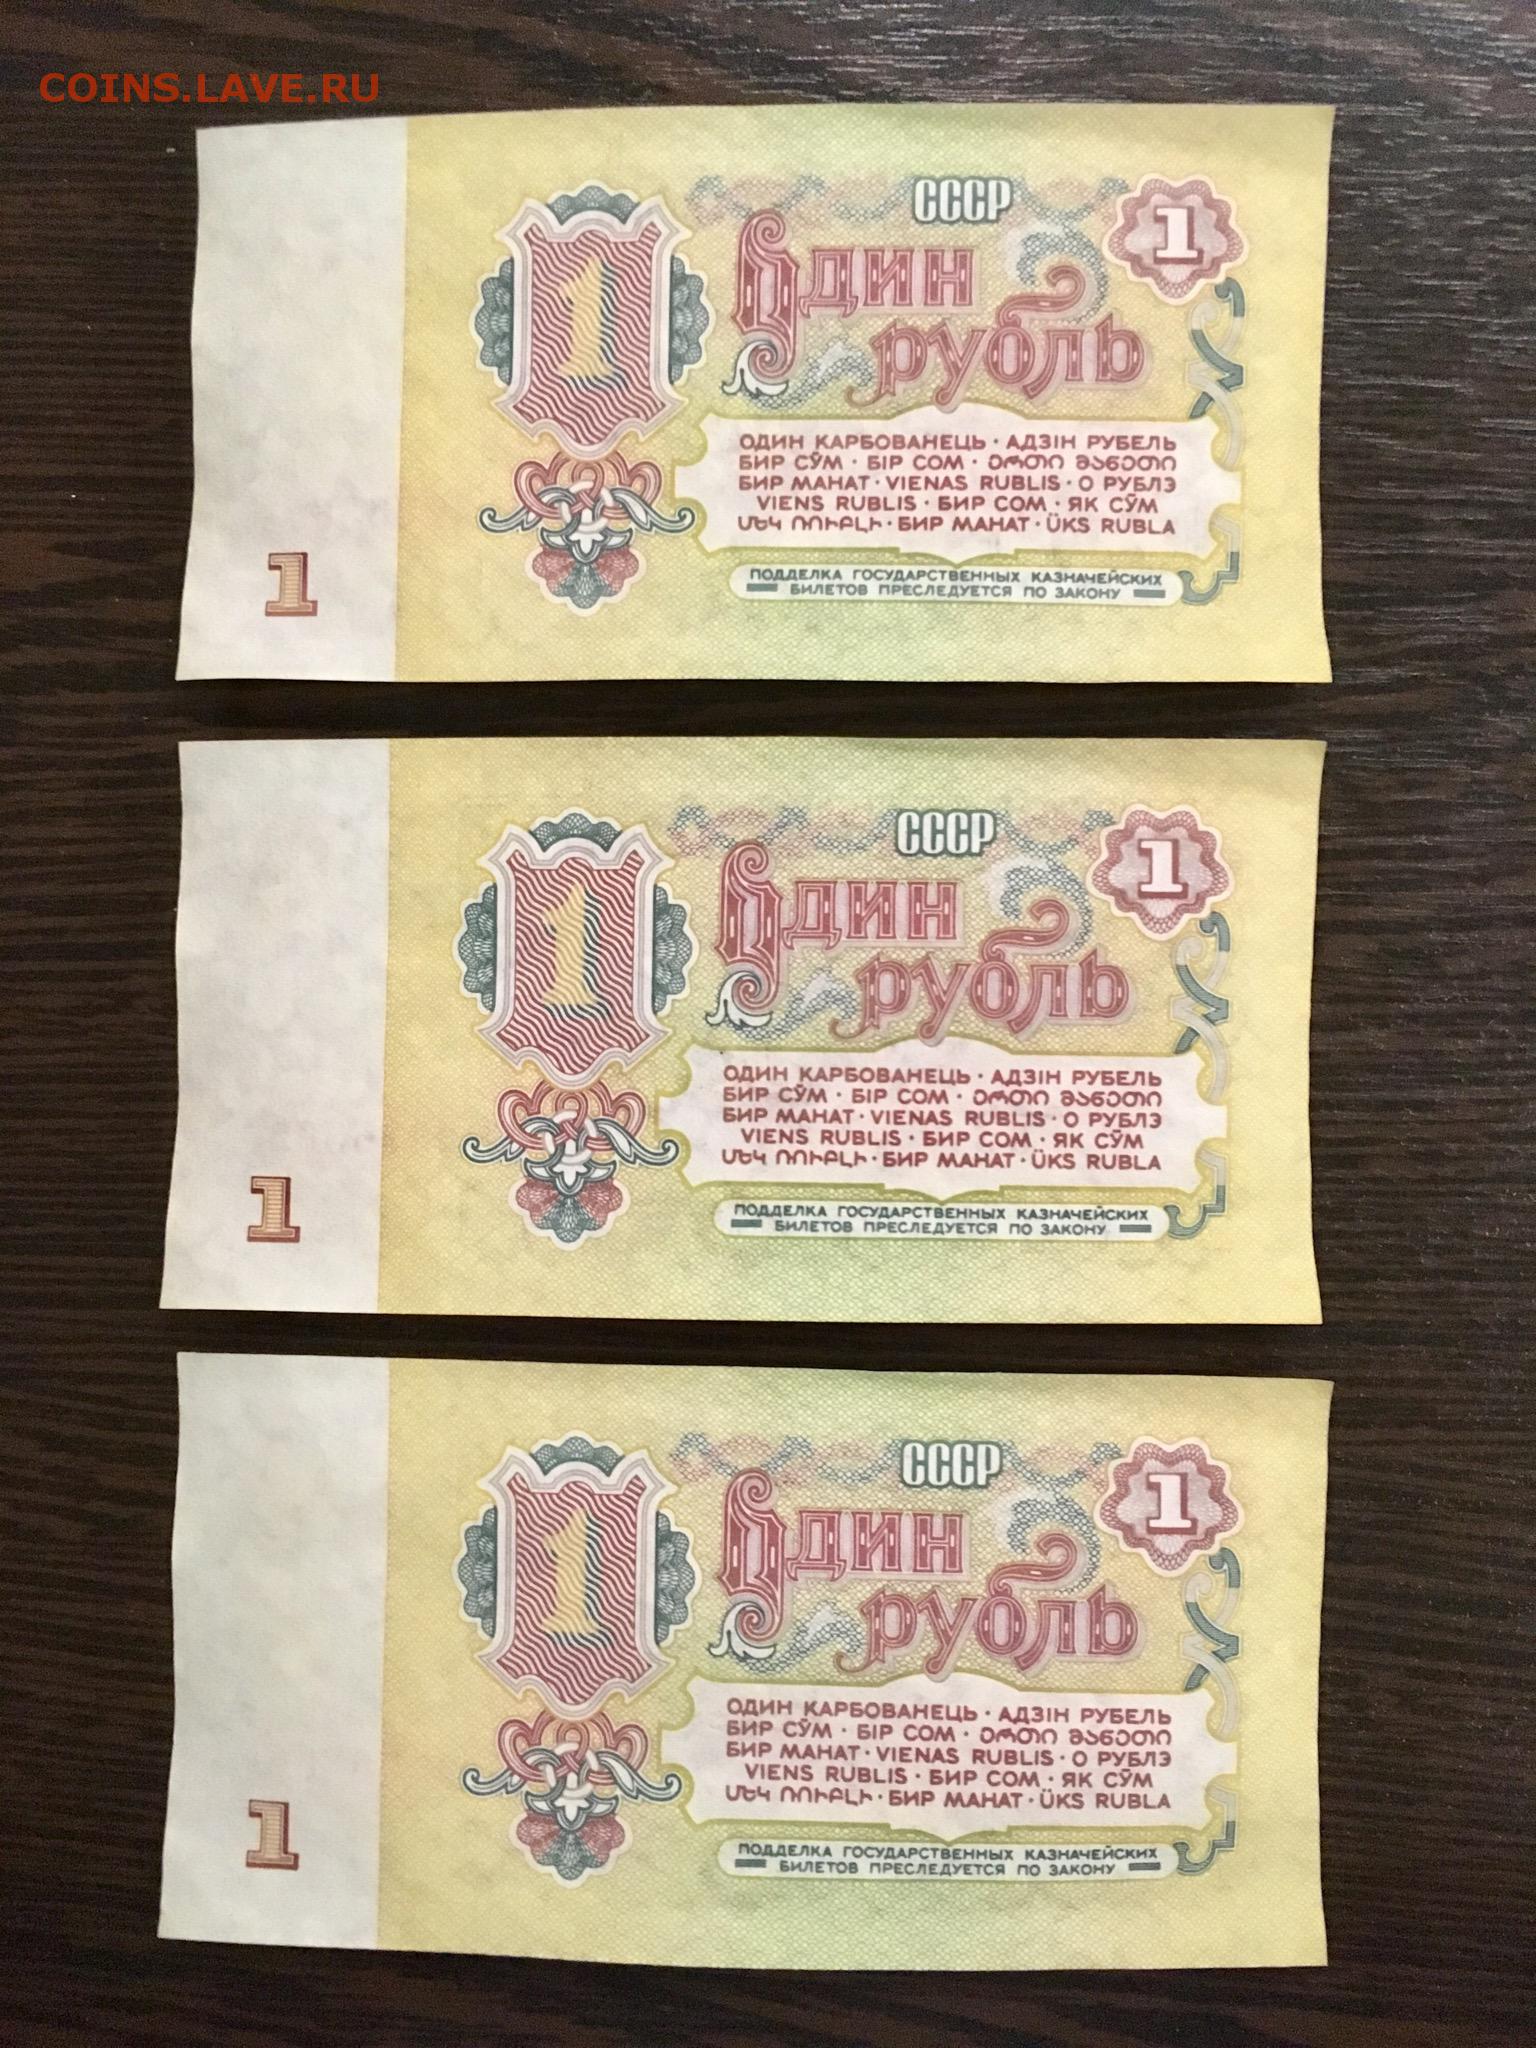 COINS.LAVE.RU
СССР
1
1
Один
рубль
ОДИН КАРБОВАНЕЦЬ · АДЗІН РУБЕЛЬ
БИР СЎМ · БІР СОМ · ერთი მანეთი
БИР МАНАТ · VIENAS RUBLIS · О РУБЛЭ
VIENS RUBLIS · БИР СОМ · ЯК СӮМ
ՄԵԿ ՌՈՒԲԼԻ · БИР МАНАТ · ÜKS RUBLA
ПОДДЕЛКА ГОСУДАРСТВЕННЫХ КАЗНАЧЕЙСКИХ
БИЛЕТОВ ПРЕСЛЕДУЕТСЯ ПО ЗАКОНУ
1
СССР
1
1
Один
рубль
ОДИН КАРБОВАНЕЦЬ · АДЗІН РУБЕЛЬ
БИР СЎМ · БІР СОМ · ერთი მანეთი
БИР МАНАТ · VIENAS RUBLIS · О РУБЛЭ
VIENS RUBLIS · БИР СОМ · ЯК СӮМ
ՄԵԿ ՌՈՒԲԼԻ · БИР МАНАТ · ÜKS RUBLA
ПОДДЕЛКА ГОСУДАРСТВЕННЫХ КАЗНАЧЕЙСКИХ
БИЛЕТОВ ПРЕСЛЕДУЕТСЯ ПО ЗАКОНУ
1
СССР
1
1
Один
рубль
ОДИН КАРБОВАНЕЦЬ · АДЗІН РУБЕЛЬ
БИР СЎМ · БІР СОМ · ერთი მანეთი
БИР МАНАТ · VIENAS RUBLIS · О РУБЛЭ
VIENS RUBLIS · БИР СОМ · ЯК СӮМ
ՄԵԿ ՌՈՒԲԼԻ · БИР МАНАТ · ÜKS RUBLA
ПОДДЕЛКА ГОСУДАРСТВЕННЫХ КАЗНАЧЕЙСКИХ
БИЛЕТОВ ПРЕСЛЕДУЕТСЯ ПО ЗАКОНУ
1